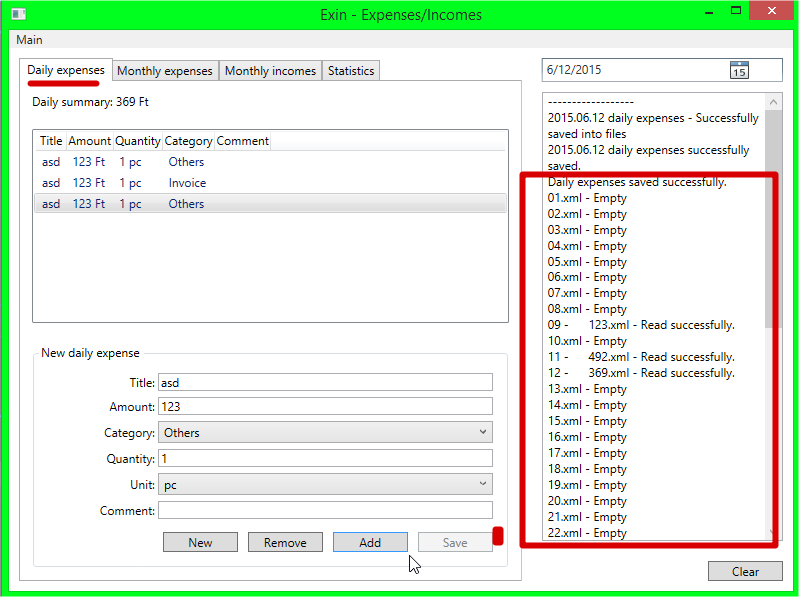 Exin - Expenses/Incomes
Main
Daily expenses Monthly expenses Monthly incomes Statistics
Daily summary: 369 Ft
Title Amount Quantity Category Comment
asd 123 Ft 1 pc Others
asd 123 Ft 1 pc Invoice
asd 123 Ft 1 pc Others
New daily expense
Title: asd
Amount: 123
Category: Others
Quantity: 1
Unit: pc
Comment:
New Remove Add Save
6/12/2015 15
------------------
2015.06.12 daily expenses - Successfully
saved into files
2015.06.12 daily expenses successfully
saved.
Daily expenses saved successfully.
01.xml - Empty
02.xml - Empty
03.xml - Empty
04.xml - Empty
05.xml - Empty
06.xml - Empty
07.xml - Empty
08.xml - Empty
09 - 123.xml - Read successfully.
10.xml - Empty
11 - 492.xml - Read successfully.
12 - 369.xml - Read successfully.
13.xml - Empty
14.xml - Empty
15.xml - Empty
16.xml - Empty
17.xml - Empty
18.xml - Empty
19.xml - Empty
20.xml - Empty
21.xml - Empty
22.xml - Empty
Clear